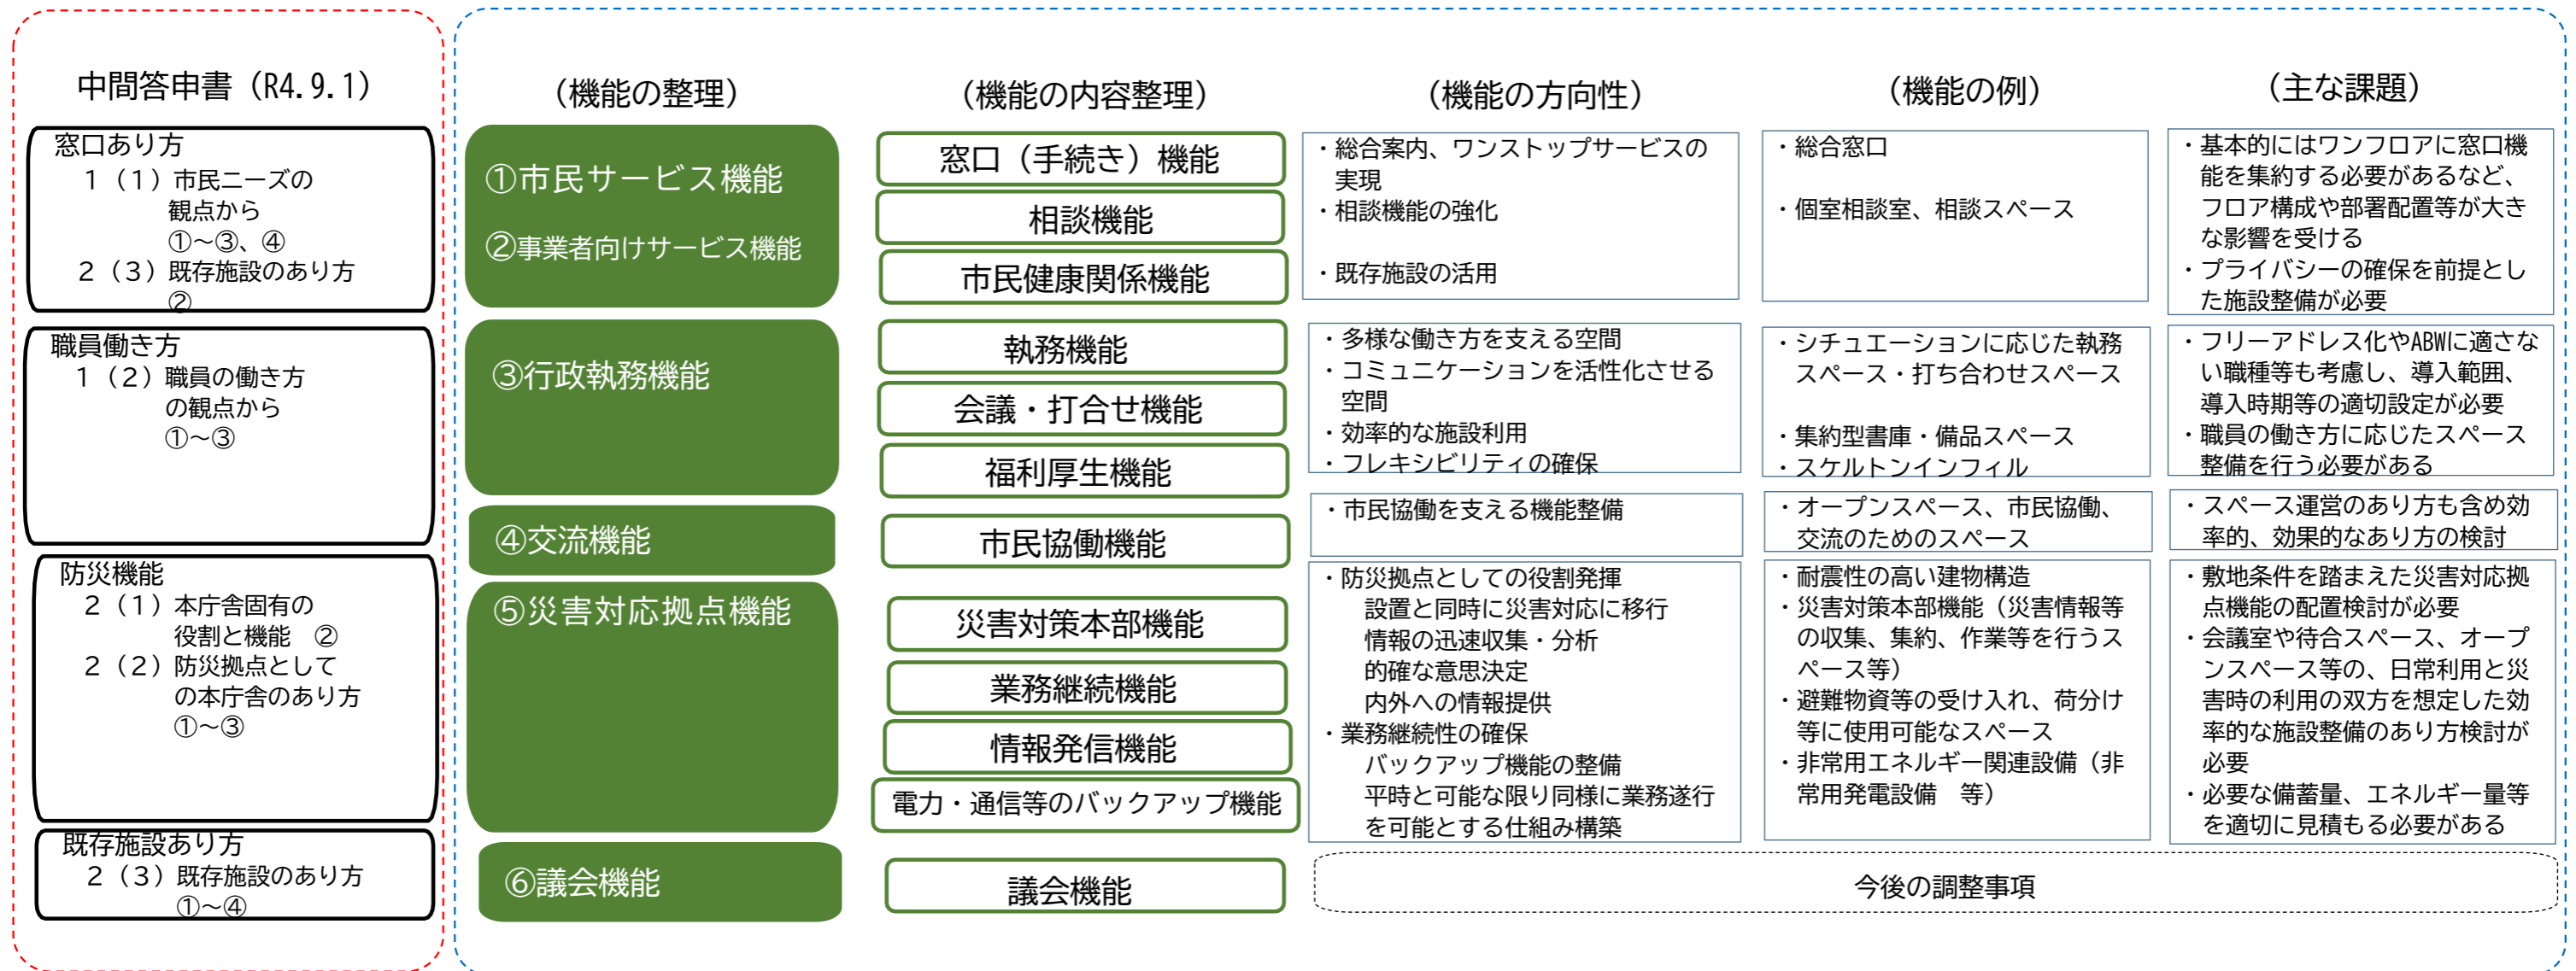 中間答申書（R4.9.1）
窓口あり方
１（１）市民ニーズの
観点から
①～③、④
２（３）既存施設のあり方
②
職員働き方
１（２）職員の働き方
の観点から
①～③
防災機能
２（１）本庁舎固有の
役割と機能　②
２（２）防災拠点として
の本庁舎のあり方
①～③
既存施設あり方
２（３）既存施設のあり方
①～④
（機能の整理）
①市民サービス機能
②事業者向けサービス機能
③行政執務機能
④交流機能
⑤災害対応拠点機能
⑥議会機能
（機能の内容整理）
窓口（手続き）機能
相談機能
市民健康関係機能
執務機能
会議・打合せ機能
福利厚生機能
市民協働機能
災害対策本部機能
業務継続機能
情報発信機能
電力・通信等のバックアップ機能
議会機能
（機能の方向性）
・総合案内、ワンストップサービスの
実現
・相談機能の強化
・既存施設の活用
・多様な働き方を支える空間
・コミュニケーションを活性化させる
空間
・効率的な施設利用
・フレキシビリティの確保
・市民協働を支える機能整備
・防災拠点としての役割発揮
設置と同時に災害対応に移行
情報の迅速収集・分析
的確な意思決定
内外への情報提供
・業務継続性の確保
バックアップ機能の整備
平時と可能な限り同様に業務遂行
を可能とする仕組み構築
（機能の例）
・総合窓口
・個室相談室、相談スペース
・シチュエーションに応じた執務
スペース・打ち合わせスペース
・集約型書庫・備品スペース
・スケルトンインフィル
・オープンスペース、市民協働、
交流のためのスペース
・耐震性の高い建物構造
・災害対策本部機能（災害情報等
の収集、集約、作業等を行うス
ペース等）
・避難物資等の受け入れ、荷分け
等に使用可能なスペース
・非常用エネルギー関連設備（非
常用発電設備　等）
（主な課題）
・基本的にはワンフロアに窓口機
能を集約する必要があるなど、
フロア構成や部署配置等が大き
な影響を受ける
・プライバシーの確保を前提とし
た施設整備が必要
・フリーアドレス化やABWに適さな
い職種等も考慮し、導入範囲、
導入時期等の適切設定が必要
・職員の働き方に応じたスペース
整備を行う必要がある
・スペース運営のあり方も含め効
率的、効果的なあり方の検討
・敷地条件を踏まえた災害対応拠
点機能の配置検討が必要
・会議室や待合スペース、オープ
ンスペース等の、日常利用と災
害時の利用の双方を想定した効
率的な施設整備のあり方検討が
必要
・必要な備蓄量、エネルギー量等
を適切に見積もる必要がある
今後の調整事項